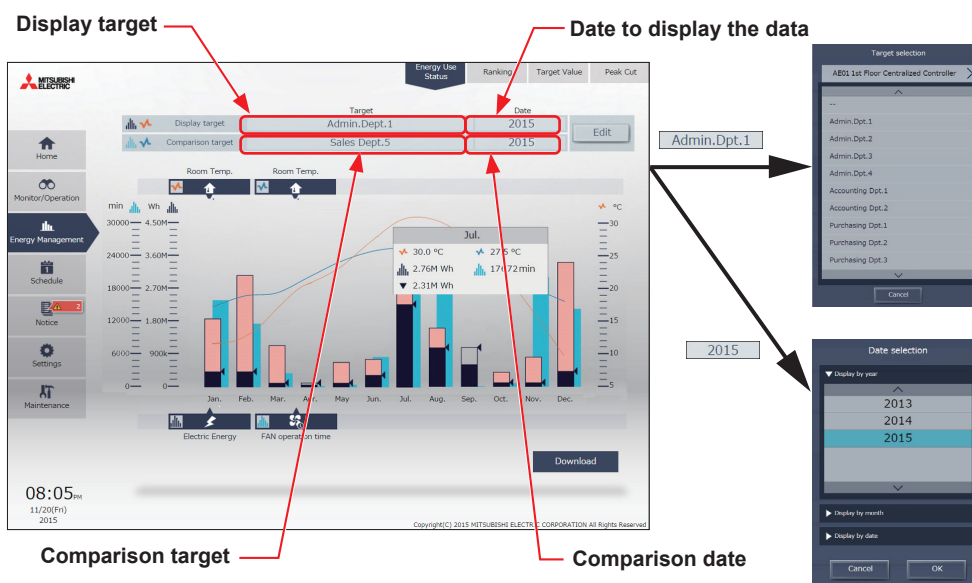 Display target
Date to display the data
MITSUBISHI
ELECTRIC
Energy Use
Status
Ranking
Target Value
Peak Cut
Target
Date
Display target
Admin.Dept.1
2015
Edit
Comparison target
Sales Dept.5
2015
Home
Monitor/Operation
Energy Management
Schedule
Notice
2
Settings
Maintenance
Room Temp.
Room Temp.
min
Wh
℃
30000
4.50M
30
24000
3.60M
25
18000
2.70M
20
12000
1.80M
15
6000
900k
10
0
0
5
Jul.
30.0 ℃
27.5 ℃
2.76M Wh
17072min
2.31M Wh
Jan.
Feb.
Mar.
Apr.
May
Jun.
Jul.
Aug.
Sep.
Oct.
Nov.
Dec.
Electric Energy
FAN operation time
Download
08:05PM
11/20(Fri)
2015
Copyright(C) 2015 MITSUBISHI ELECTRIC CORPORATION All Rights Reserved
Comparison target
Comparison date
Admin.Dpt.1
2015
Target selection
AE01 1st Floor Centralized Controller
--
Admin.Dpt.1
Admin.Dpt.2
Admin.Dpt.3
Admin.Dpt.4
Accounting Dpt.1
Accounting Dpt.2
Purchasing Dpt.1
Purchasing Dpt.2
Purchasing Dpt.3
Cancel
Date selection
Display by year
2013
2014
2015
Display by month
Display by date
Cancel
OK